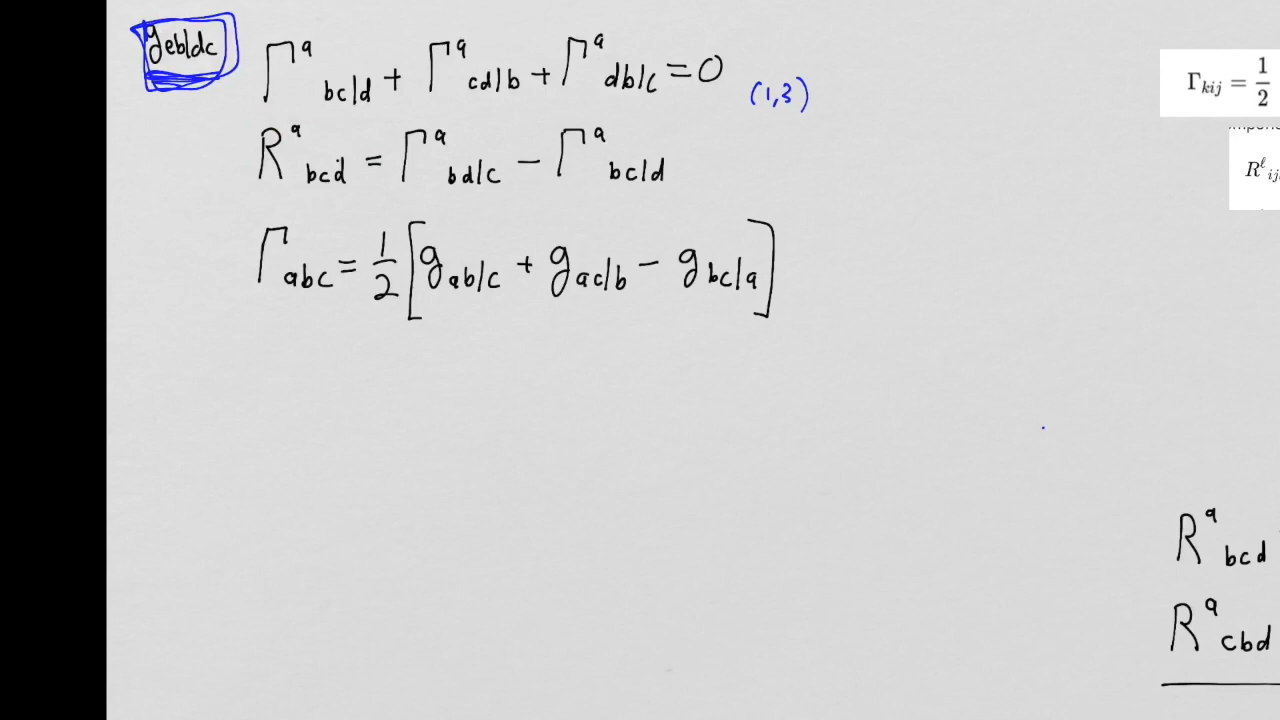 g_{eb|dc}
Γ^a_{bc|d} + Γ^a_{cd|b} + Γ^a_{db|c} = 0 (1,3)
R^a_{bcd} = Γ^a_{bd|c} − Γ^a_{bc|d}
Γ_{abc} = \frac{1}{2} [g_{ab|c} + g_{ac|b} − g_{bc|a}]
Γ_{kij} = \frac{1}{2}
R^ℓ_{ij
R^a_{bcd}
R^a_{cbd}